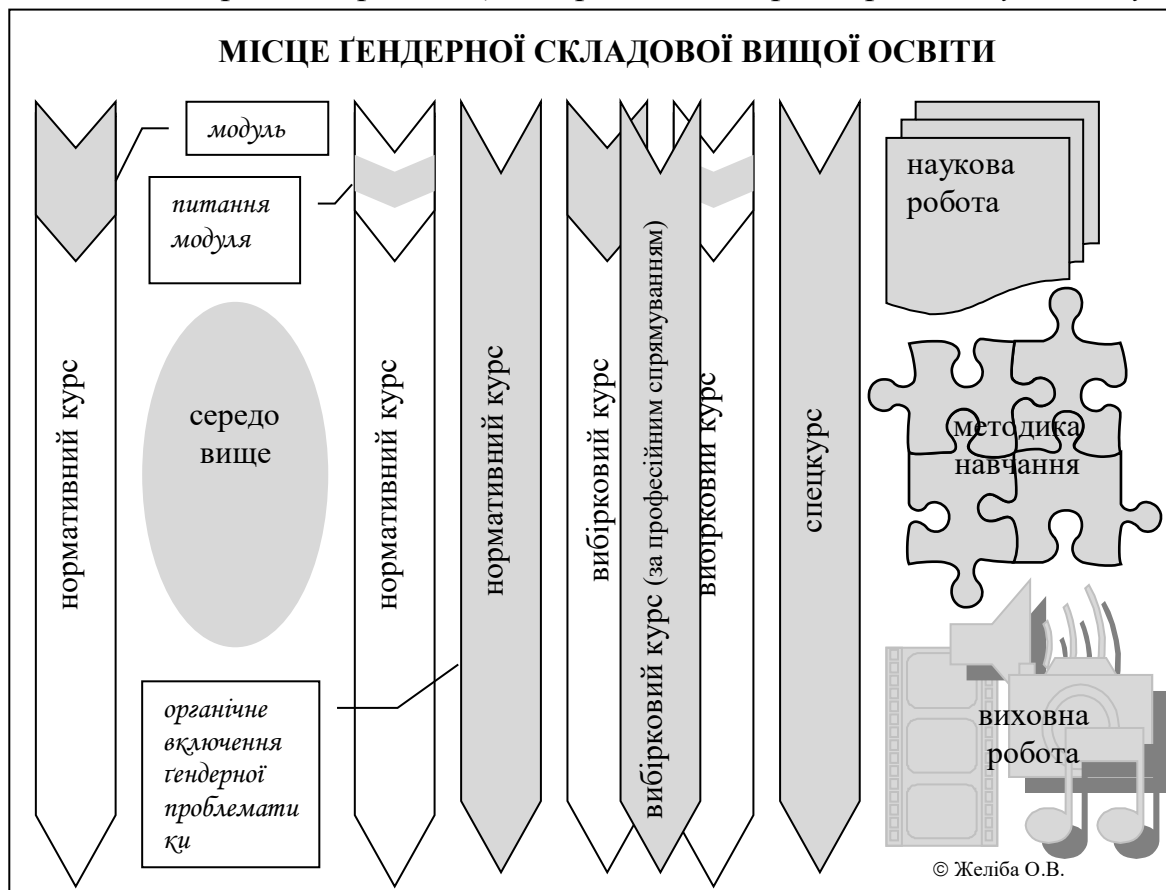 МІСЦЕ ҐЕНДЕРНОЇ СКЛАДОВОЇ ВИЩОЇ ОСВІТИ
модуль
питання
модуля
нормативний курс
середо
вище
нормативний курс
нормативний курс
вибірковий курс
вибірковий курс (за професійним спрямуванням)
вибірковий курс
спецкурс
наукова
робота
методика
навчання
виховна
робота
органічне
включення
ґендерної
проблемати
ки
© Желіба О.В.